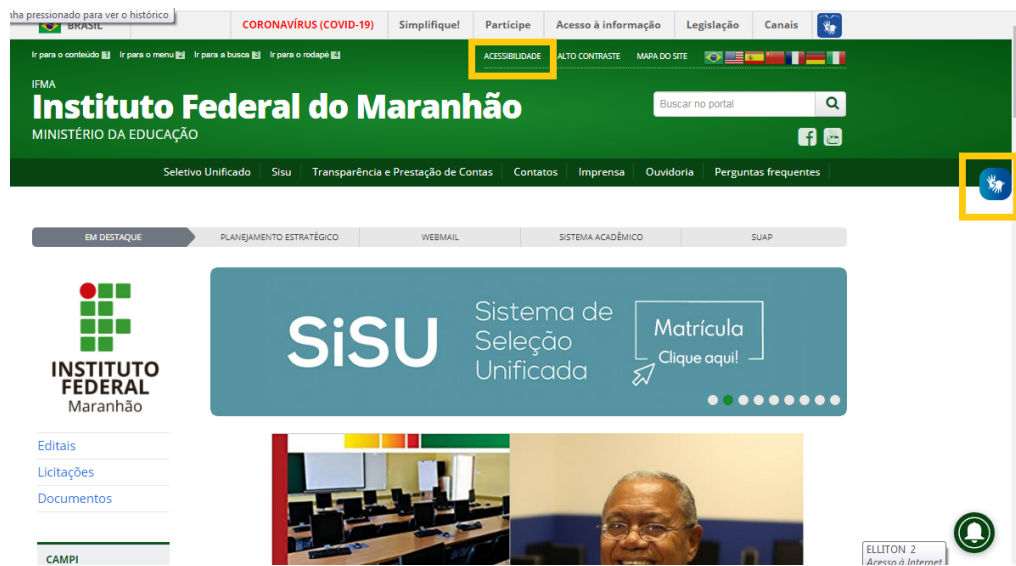 nha pressionado para ver o histórico
BRASIL
CORONAVÍRUS (COVID-19) Simplifique! Participe Acesso à informação Legislação Canais
Ir para o conteúdo 1 Ir para o menu 2 Ir para a busca 3 Ir para o rodapé 4
ACESSIBILIDADE ALTO CONTRASTE MAPA DO SITE
IFMA
Instituto Federal do Maranhão
MINISTÉRIO DA EDUCAÇÃO
Buscar no portal
Seletivo Unificado Sisu Transparência e Prestação de Contas Contatos Imprensa Ouvidoria Perguntas frequentes
EM DESTAQUE PLANEJAMENTO ESTRATÉGICO WEBMAIL SISTEMA ACADÊMICO SUAP
INSTITUTO
FEDERAL
Maranhão
SiSU
Sistema de
Seleção
Unificada
Matrícula
Clique aqui!
Editais
Licitações
Documentos
CAMPI
ELLITON 2
Acesso à Internet